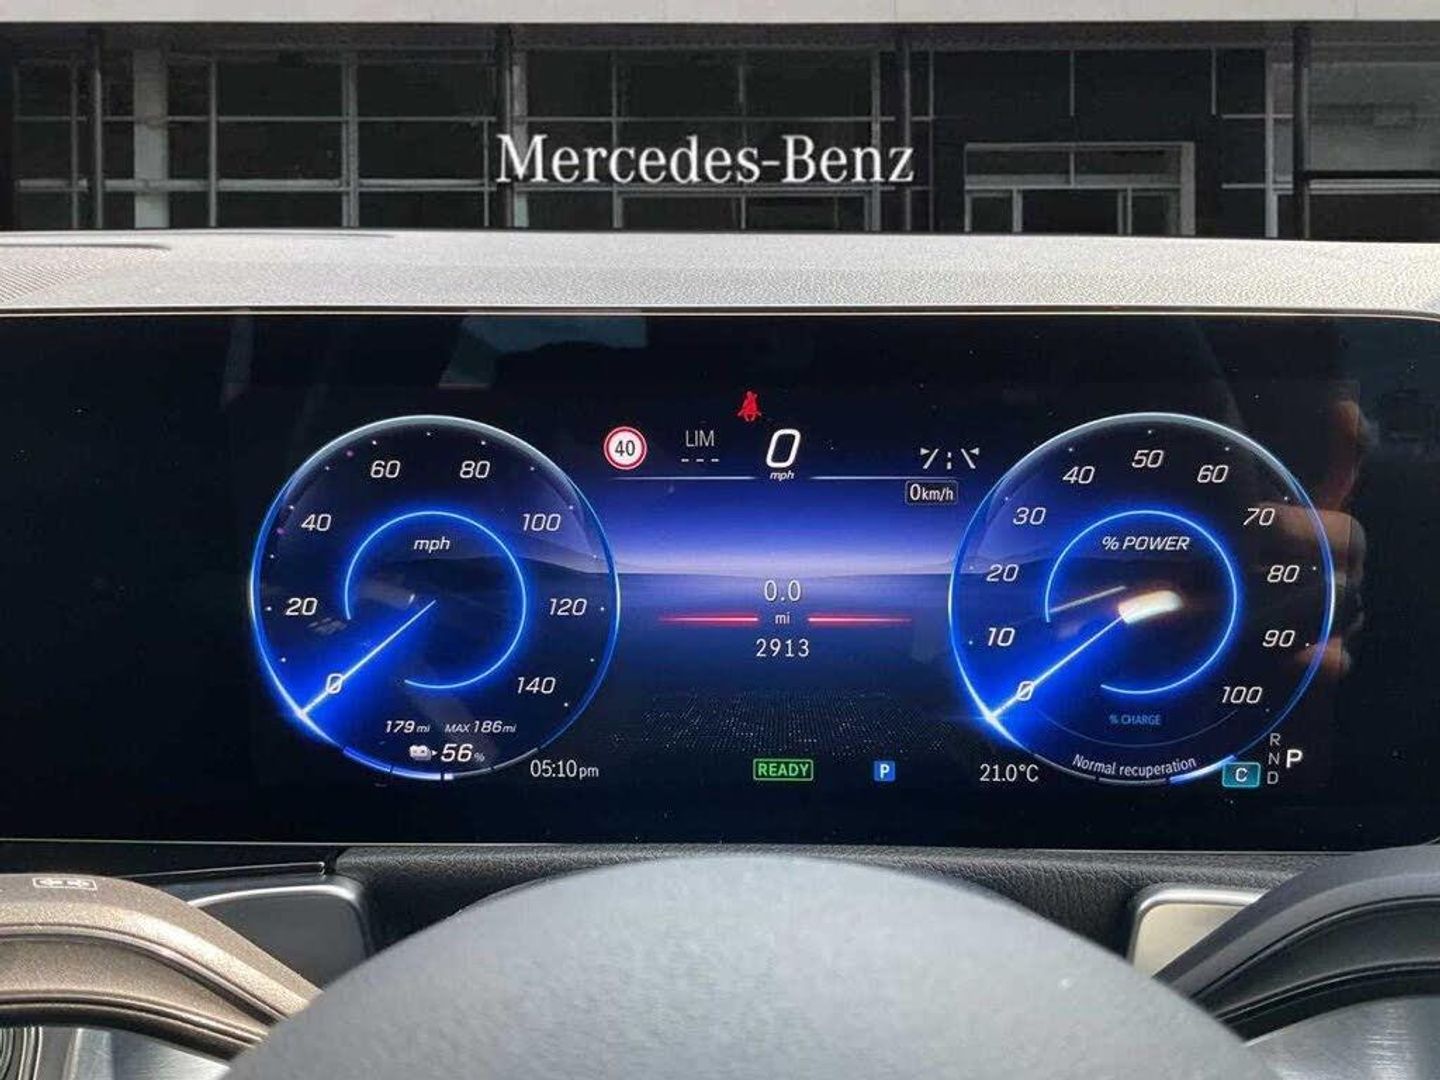 Mercedes-Benz
40
LIM
---
0
mph
0km/h
60 80
40 100
mph
20 120
0 140
179mi MAX186mi
56%
05:10pm
0.0
mi
2913
READY
P
21.0°C
50
40 60
30 70
% POWER
20 80
10 90
0 100
% CHARGE
Normal recuperation
C
R
N
D
P